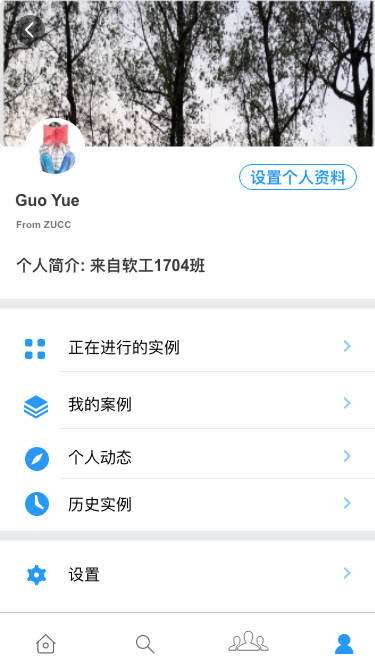 设置个人资料
Guo Yue
From ZUCC
个人简介: 来自软工1704班
正在进行的实例
我的案例
个人动态
历史实例
设置